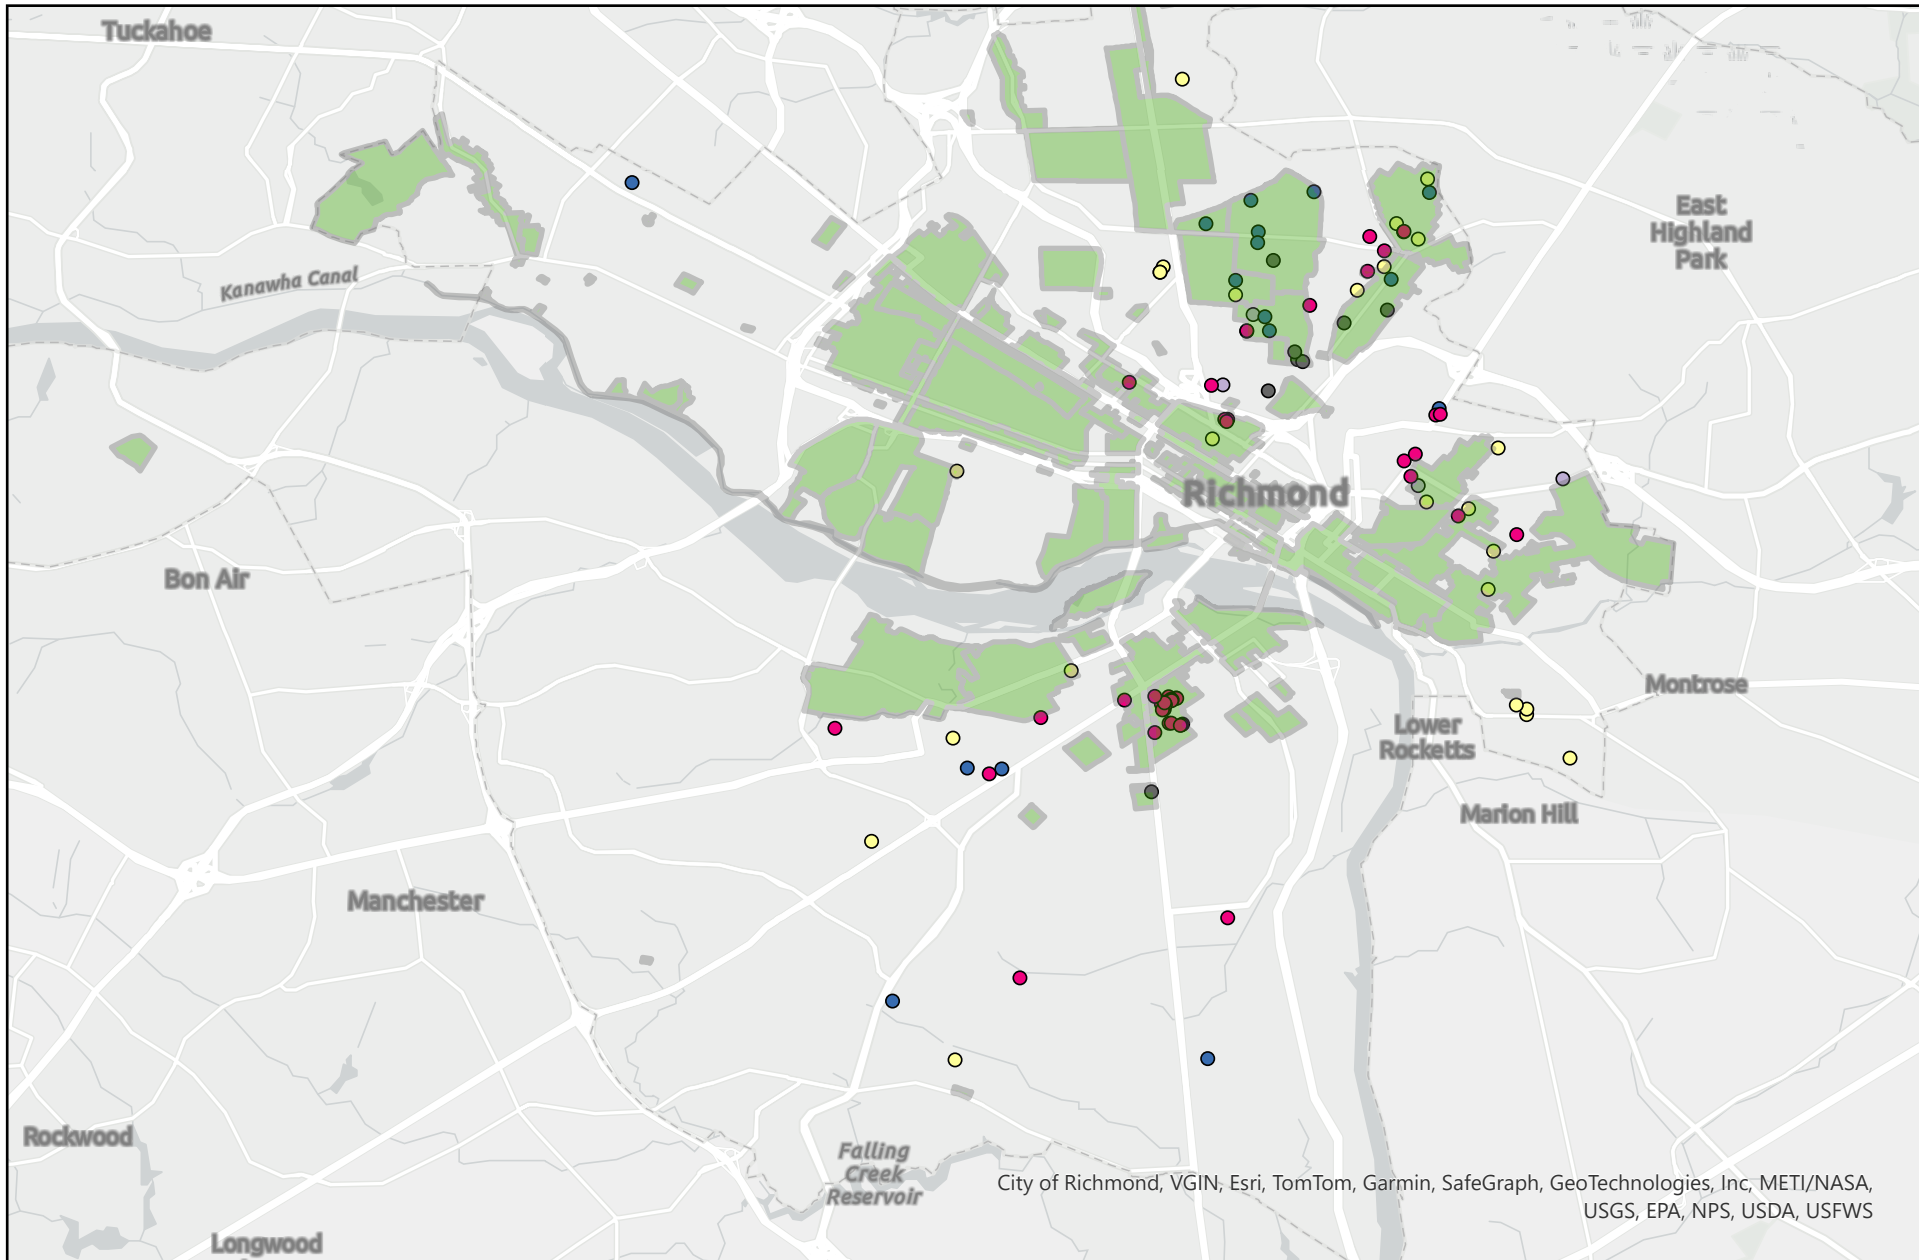 Tuckahoe
East
Highland
Park
Kanawha Canal
Richmond
Bon Air
Montrose
Lower
Rocketts
Marion Hill
Manchester
Rockwood
Falling
Creek
Reservoir
City of Richmond, VGIN, Esri, TomTom, Garmin, SafeGraph, GeoTechnologies, Inc, METI/NASA,
USGS, EPA, NPS, USDA, USFWS
Longwood